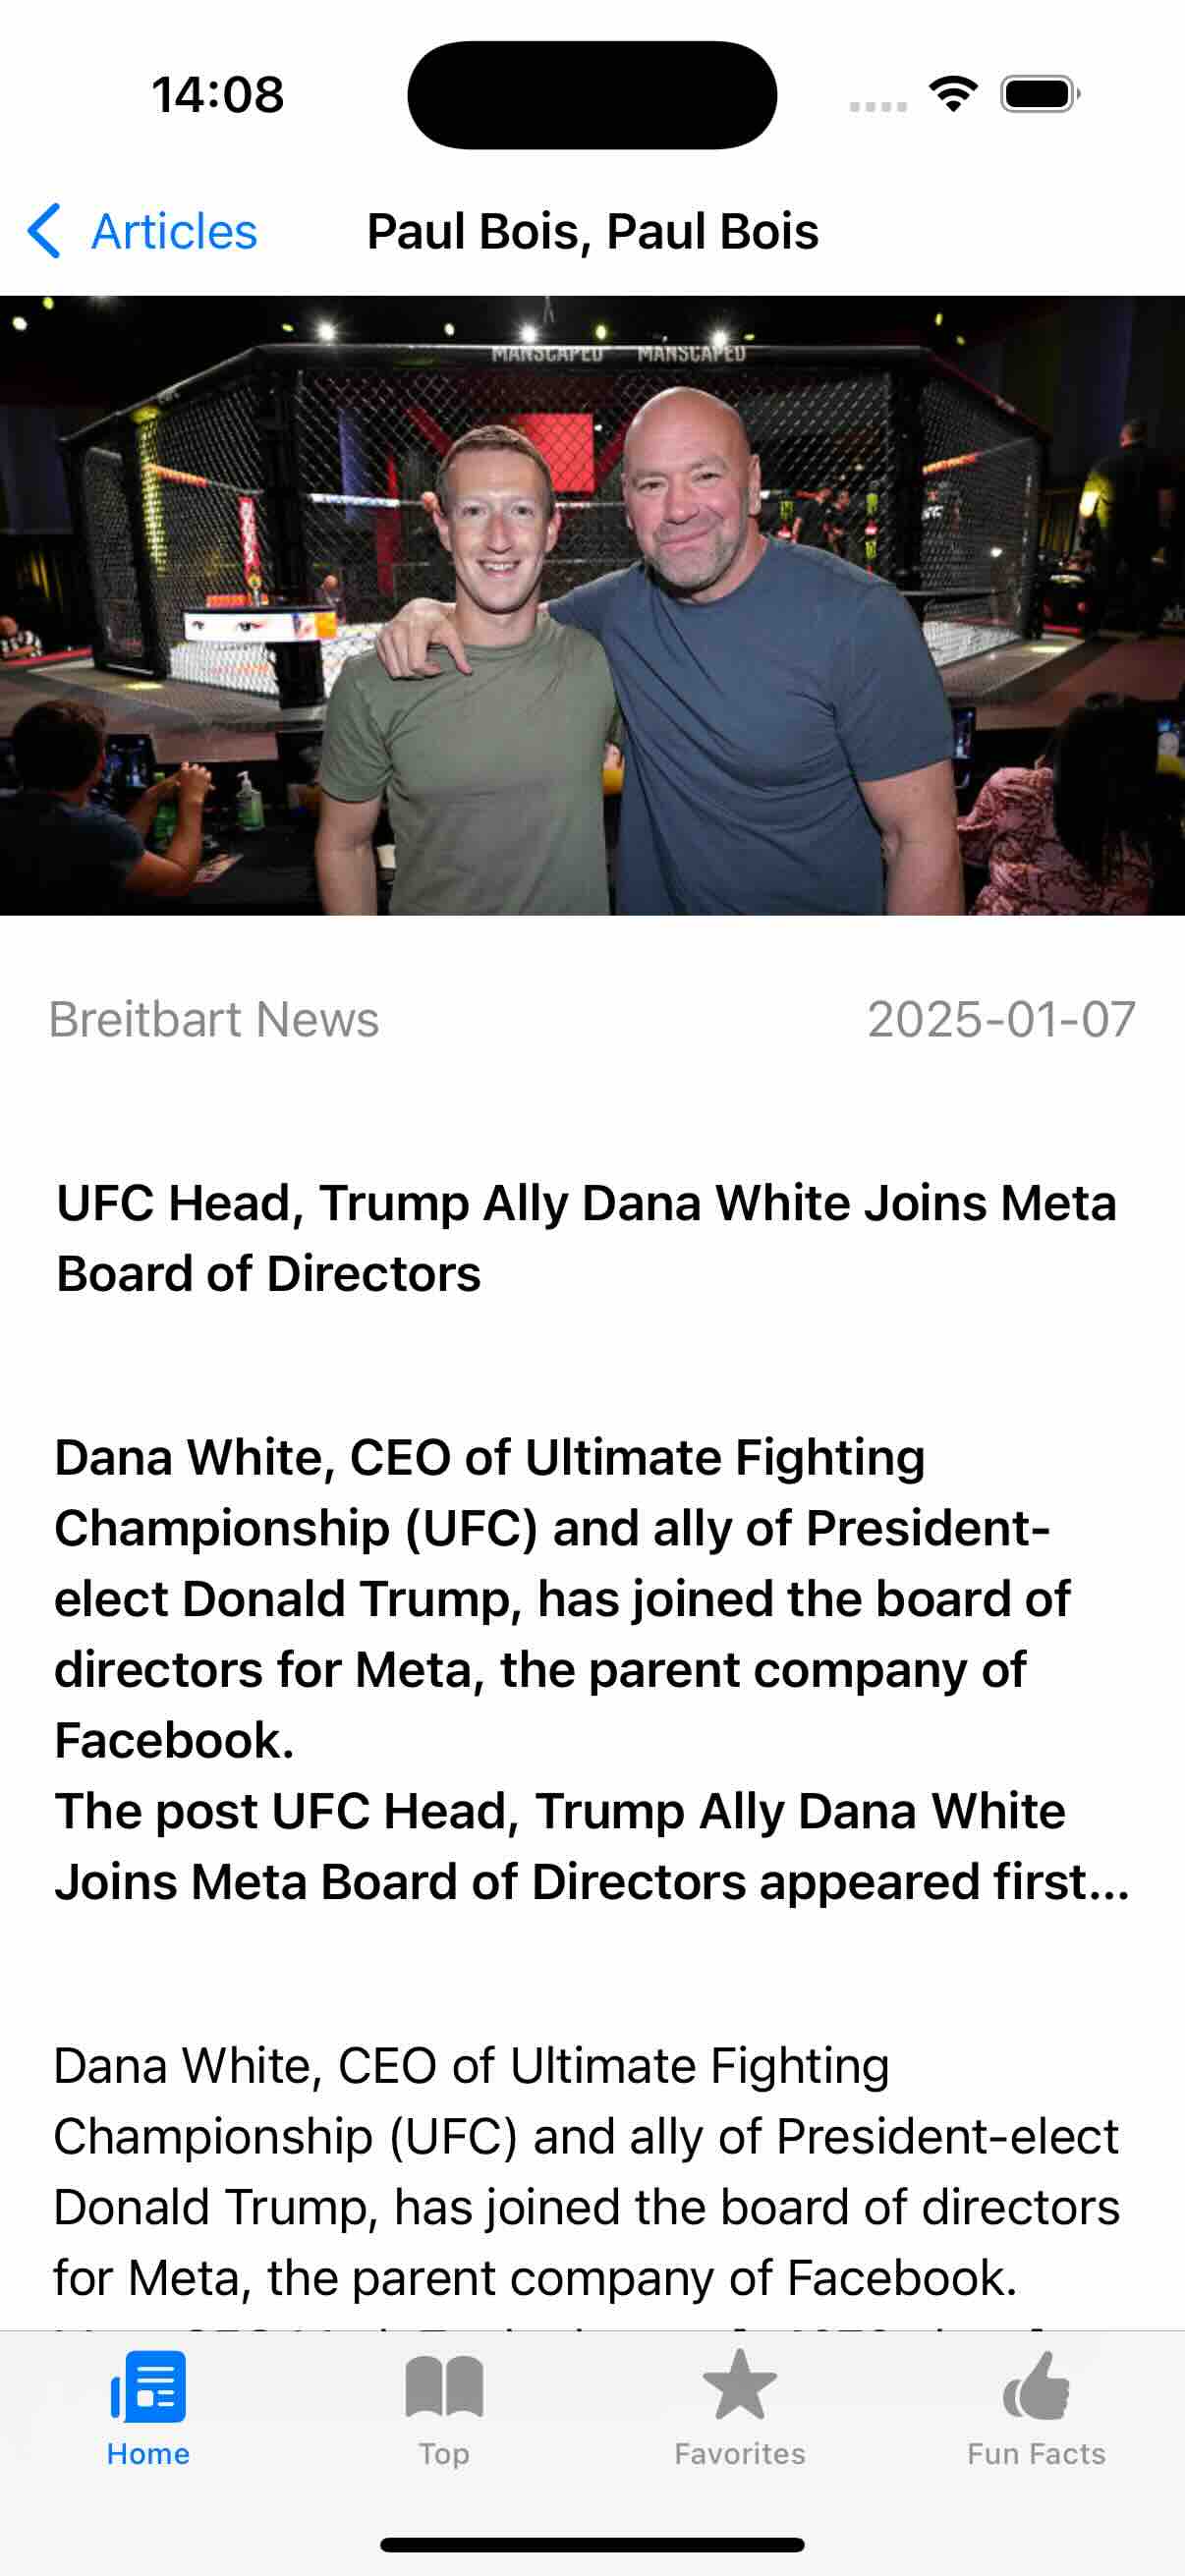 14:08
Articles
Paul Bois, Paul Bois
MANSCAPED MANSCAPED
Breitbart News
2025-01-07
UFC Head, Trump Ally Dana White Joins Meta
Board of Directors
Dana White, CEO of Ultimate Fighting
Championship (UFC) and ally of President-
elect Donald Trump, has joined the board of
directors for Meta, the parent company of
Facebook.
The post UFC Head, Trump Ally Dana White
Joins Meta Board of Directors appeared first...
Dana White, CEO of Ultimate Fighting
Championship (UFC) and ally of President-elect
Donald Trump, has joined the board of directors
for Meta, the parent company of Facebook.
Home
Top
Favorites
Fun Facts